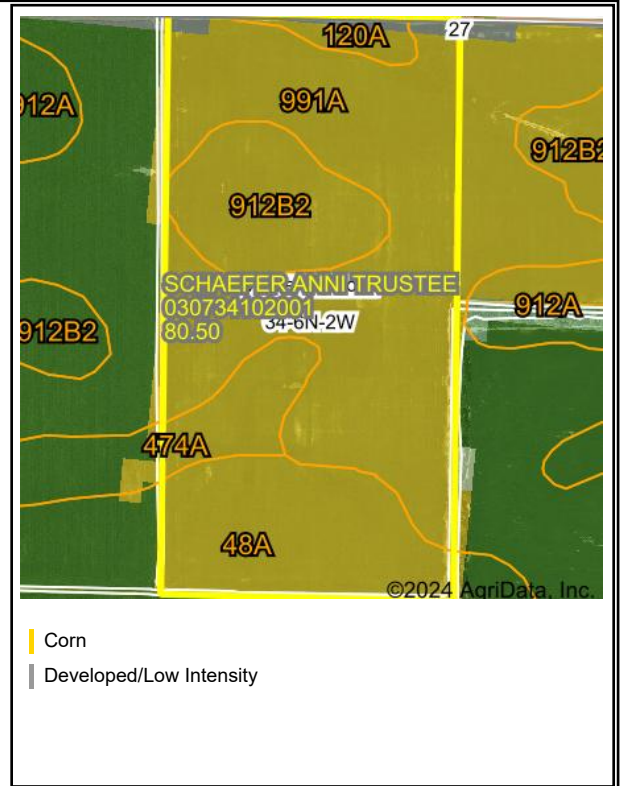 120A
27
912A
991A
912B2
912B2
SCHAEFER ANNI TRUSTEE
030734102001
34-6N-2W
80.50
912A
912B2
474A
48A
©2024 AgriData, Inc.
Corn
Developed/Low Intensity